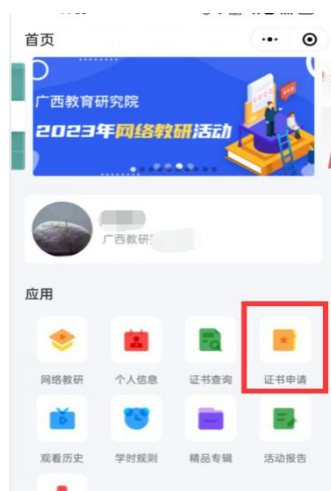 首页
广西教育研究院
2023年网络教研活动
广西教研
应用
网络教研 个人信息 证书查询 证书申请
观看历史 学时规则 精品专辑 活动报告